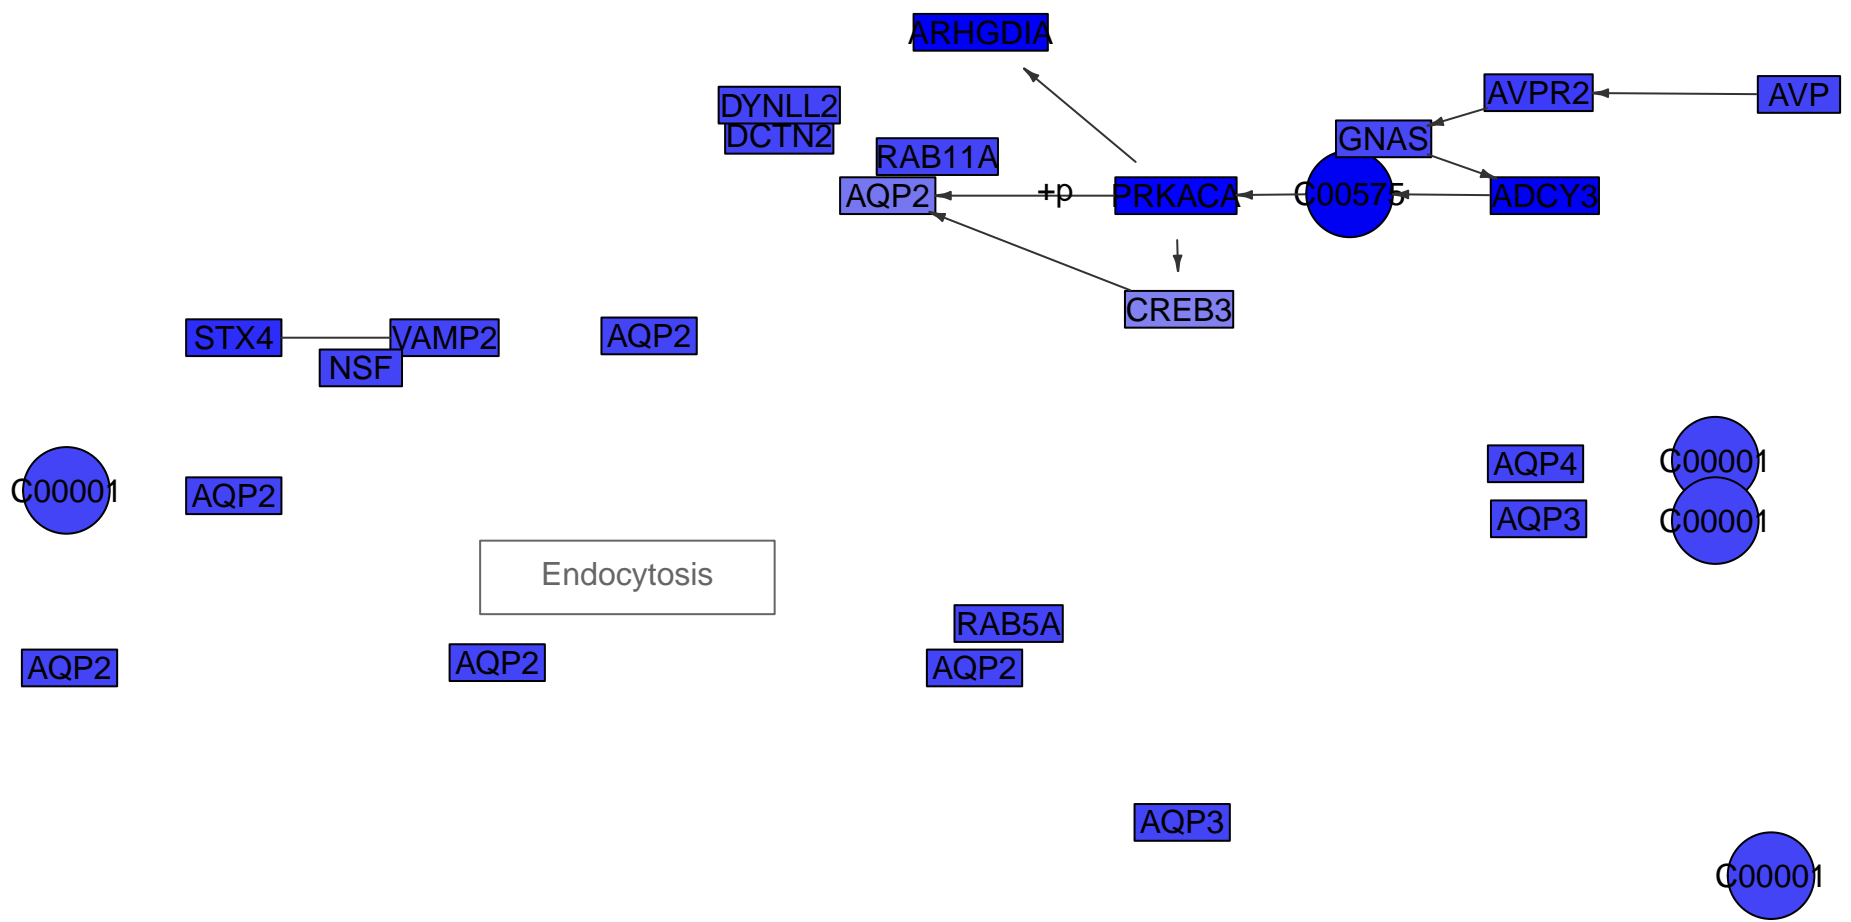 ARHGDIA
DYNLL2
AVPR2
AVP
DCTN2
GNAS
RAB11A
AQP2
+p
PRKACA
C00575
ADCY3
CREB3
STX4
VAMP2
AQP2
NSF
C00001
AQP2
AQP4
C00001
AQP3
C00001
Endocytosis
RAB5A
AQP2
AQP2
AQP2
AQP3
C00001